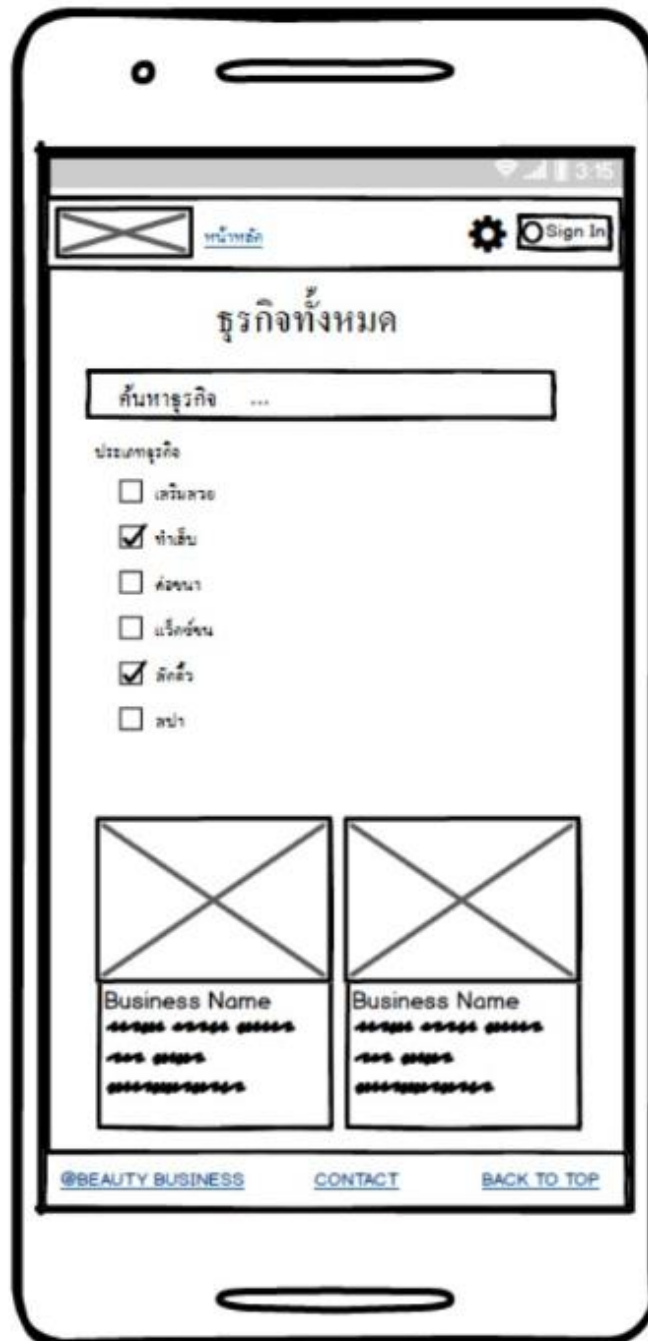 3:15
หน้าหลัก
Sign In
ธุรกิจทั้งหมด
ค้นหาธุรกิจ ...
ประเภทธุรกิจ
เสริมสวย
ทำเล็บ
ต่อขนตา
แว็กซ์ขน
สักคิ้ว
สปา
Business Name
Business Name
@BEAUTY BUSINESS
CONTACT
BACK TO TOP